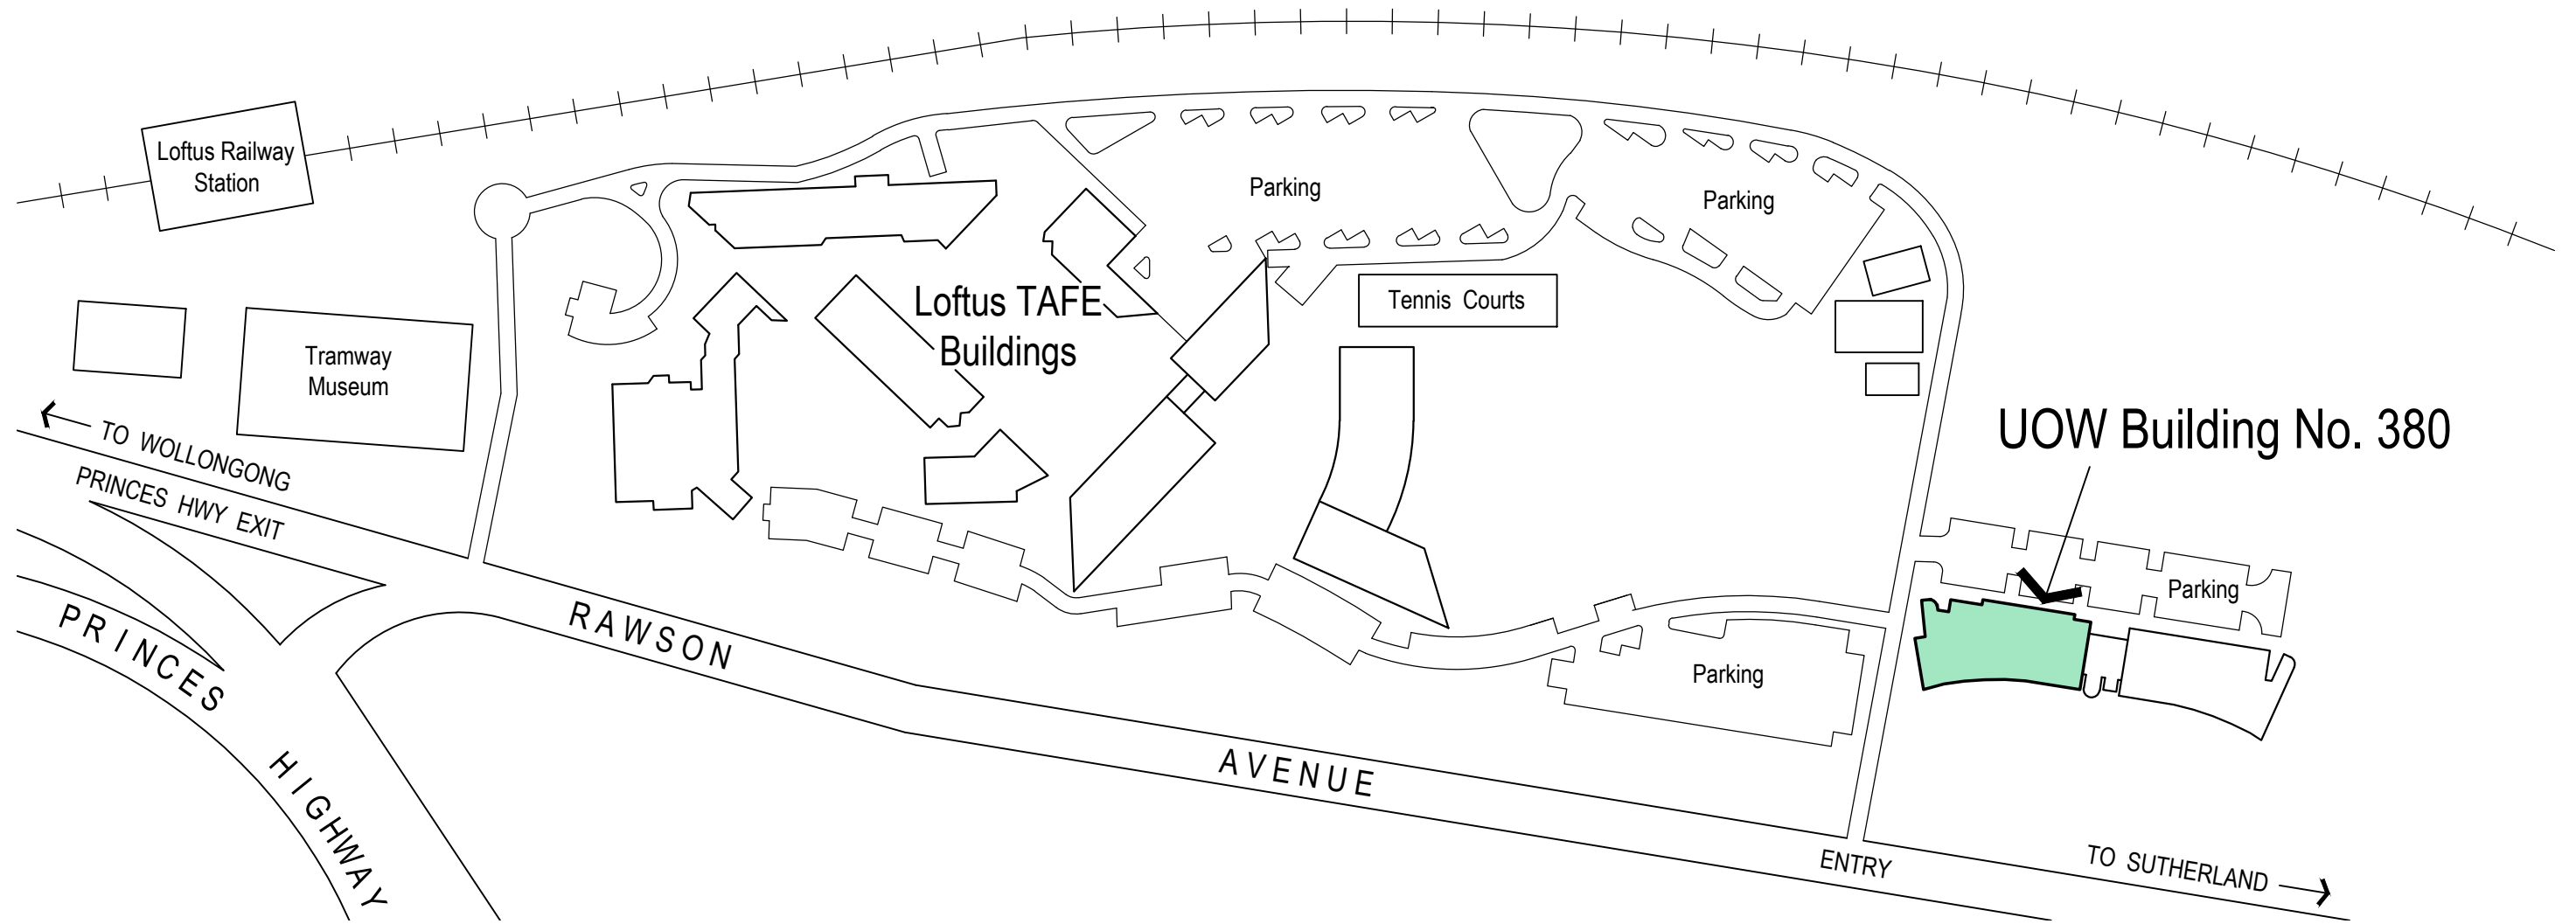 Loftus Railway
Station
Parking
Parking
Loftus TAFE
Buildings
Tennis Courts
Tramway
Museum
UOW Building No. 380
TO WOLLONGONG
PRINCES HWY EXIT
PRINCES
HIGHWAY
RAWSON
AVENUE
Parking
Parking
ENTRY
TO SUTHERLAND